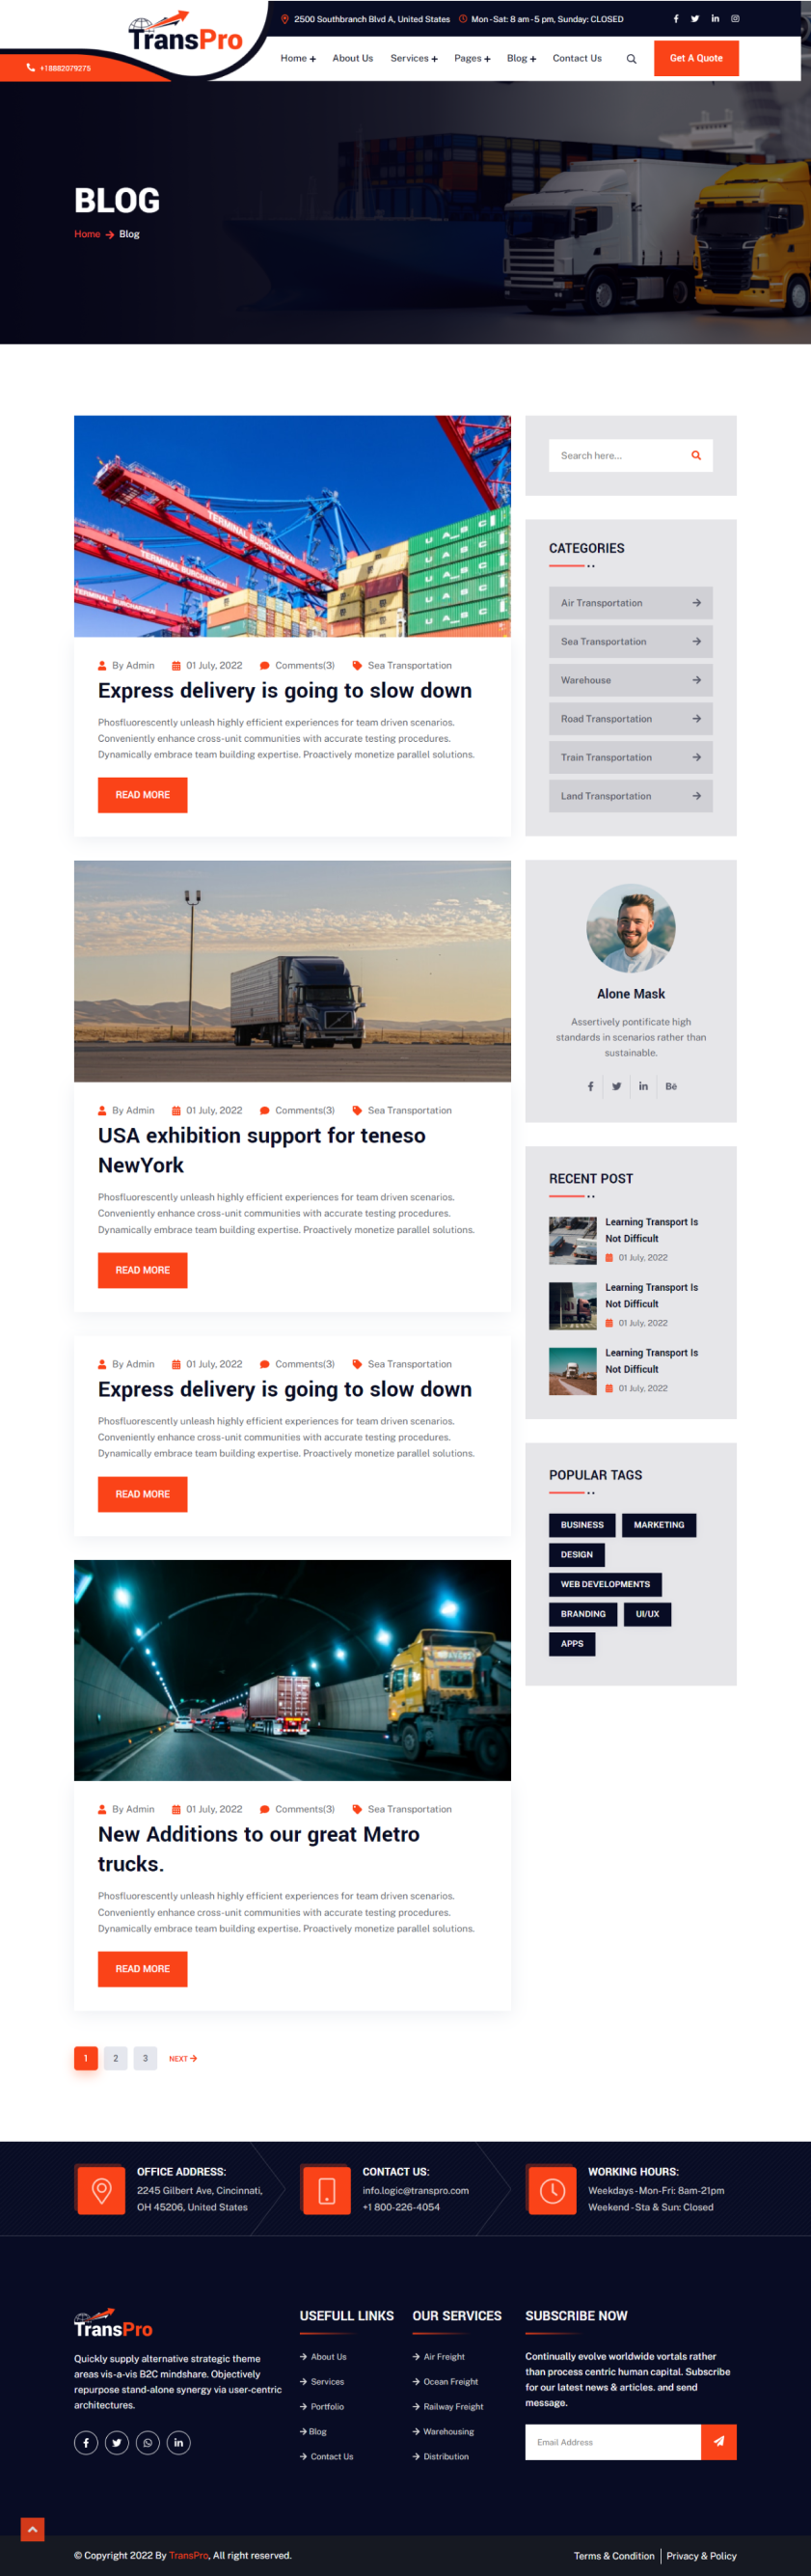 TransPro
2500 Southbranch Blvd A, United States
Mon - Sat: 8 am - 5 pm, Sunday: CLOSED
+18882079275
Home + About Us Services + Pages + Blog + Contact Us
Get A Quote
BLOG
Home → Blog
TERMINAL BURCHARDKAI
TERMINAL BURCHARDKAI
TERMINAL BURCHARDKAI
U A S C
U A S C
U A S C
By Admin 01 July, 2022 Comments(3) Sea Transportation
Express delivery is going to slow down
Phosfluorescently unleash highly efficient experiences for team driven scenarios.
Conveniently enhance cross-unit communities with accurate testing procedures.
Dynamically embrace team building expertise. Proactively monetize parallel solutions.
READ MORE
By Admin 01 July, 2022 Comments(3) Sea Transportation
USA exhibition support for teneso
NewYork
Phosfluorescently unleash highly efficient experiences for team driven scenarios.
Conveniently enhance cross-unit communities with accurate testing procedures.
Dynamically embrace team building expertise. Proactively monetize parallel solutions.
READ MORE
By Admin 01 July, 2022 Comments(3) Sea Transportation
Express delivery is going to slow down
Phosfluorescently unleash highly efficient experiences for team driven scenarios.
Conveniently enhance cross-unit communities with accurate testing procedures.
Dynamically embrace team building expertise. Proactively monetize parallel solutions.
READ MORE
By Admin 01 July, 2022 Comments(3) Sea Transportation
New Additions to our great Metro
trucks.
Phosfluorescently unleash highly efficient experiences for team driven scenarios.
Conveniently enhance cross-unit communities with accurate testing procedures.
Dynamically embrace team building expertise. Proactively monetize parallel solutions.
READ MORE
1 2 3 NEXT →
Search here...
CATEGORIES
Air Transportation →
Sea Transportation →
Warehouse →
Road Transportation →
Train Transportation →
Land Transportation →
Alone Mask
Assertively pontificate high
standards in scenarios rather than
sustainable.
RECENT POST
Learning Transport Is
Not Difficult
01 July, 2022
Learning Transport Is
Not Difficult
01 July, 2022
Learning Transport Is
Not Difficult
01 July, 2022
POPULAR TAGS
BUSINESS MARKETING
DESIGN
WEB DEVELOPMENTS
BRANDING UI/UX
APPS
OFFICE ADDRESS:
2245 Gilbert Ave, Cincinnati,
OH 45206, United States
CONTACT US:
info.logic@transpro.com
+1 800-226-4054
WORKING HOURS:
Weekdays - Mon-Fri: 8am-21pm
Weekend - Sta & Sun: Closed
TransPro
Quickly supply alternative strategic theme
areas vis-a-vis B2C mindshare. Objectively
repurpose stand-alone synergy via user-centric
architectures.
USEFULL LINKS
→ About Us
→ Services
→ Portfolio
→ Blog
→ Contact Us
OUR SERVICES
→ Air Freight
→ Ocean Freight
→ Railway Freight
→ Warehousing
→ Distribution
SUBSCRIBE NOW
Continually evolve worldwide vortals rather
than process centric human capital. Subscribe
for our latest news & articles. and send
message.
Email Address
© Copyright 2022 By TransPro, All right reserved.
Terms & Condition | Privacy & Policy